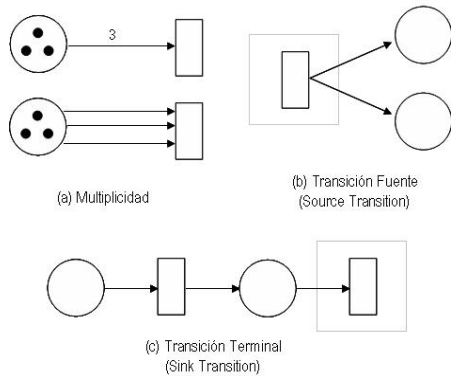 3
(a) Multiplicidad
(b) Transición Fuente
(Source Transition)
(c) Transición Terminal
(Sink Transition)